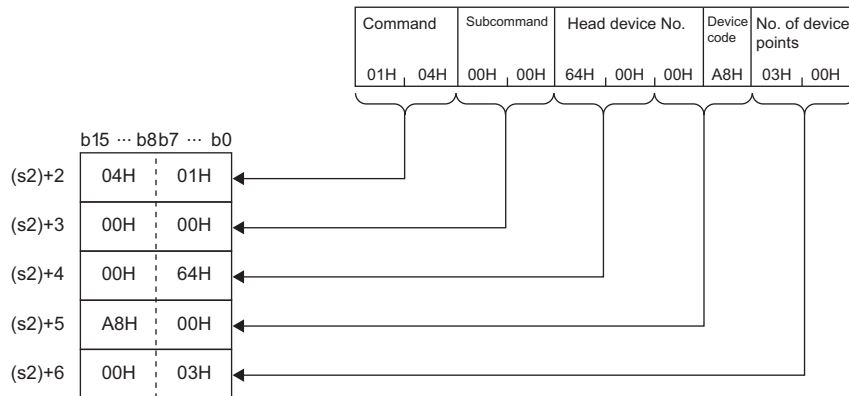 Command Subcommand Head device No. Device code No. of device points
01H 04H 00H 00H 64H 00H 00H A8H 03H 00H
b15 ··· b8 b7 ··· b0
(s2)+2 04H 01H
(s2)+3 00H 00H
(s2)+4 00H 64H
(s2)+5 A8H 00H
(s2)+6 00H 03H